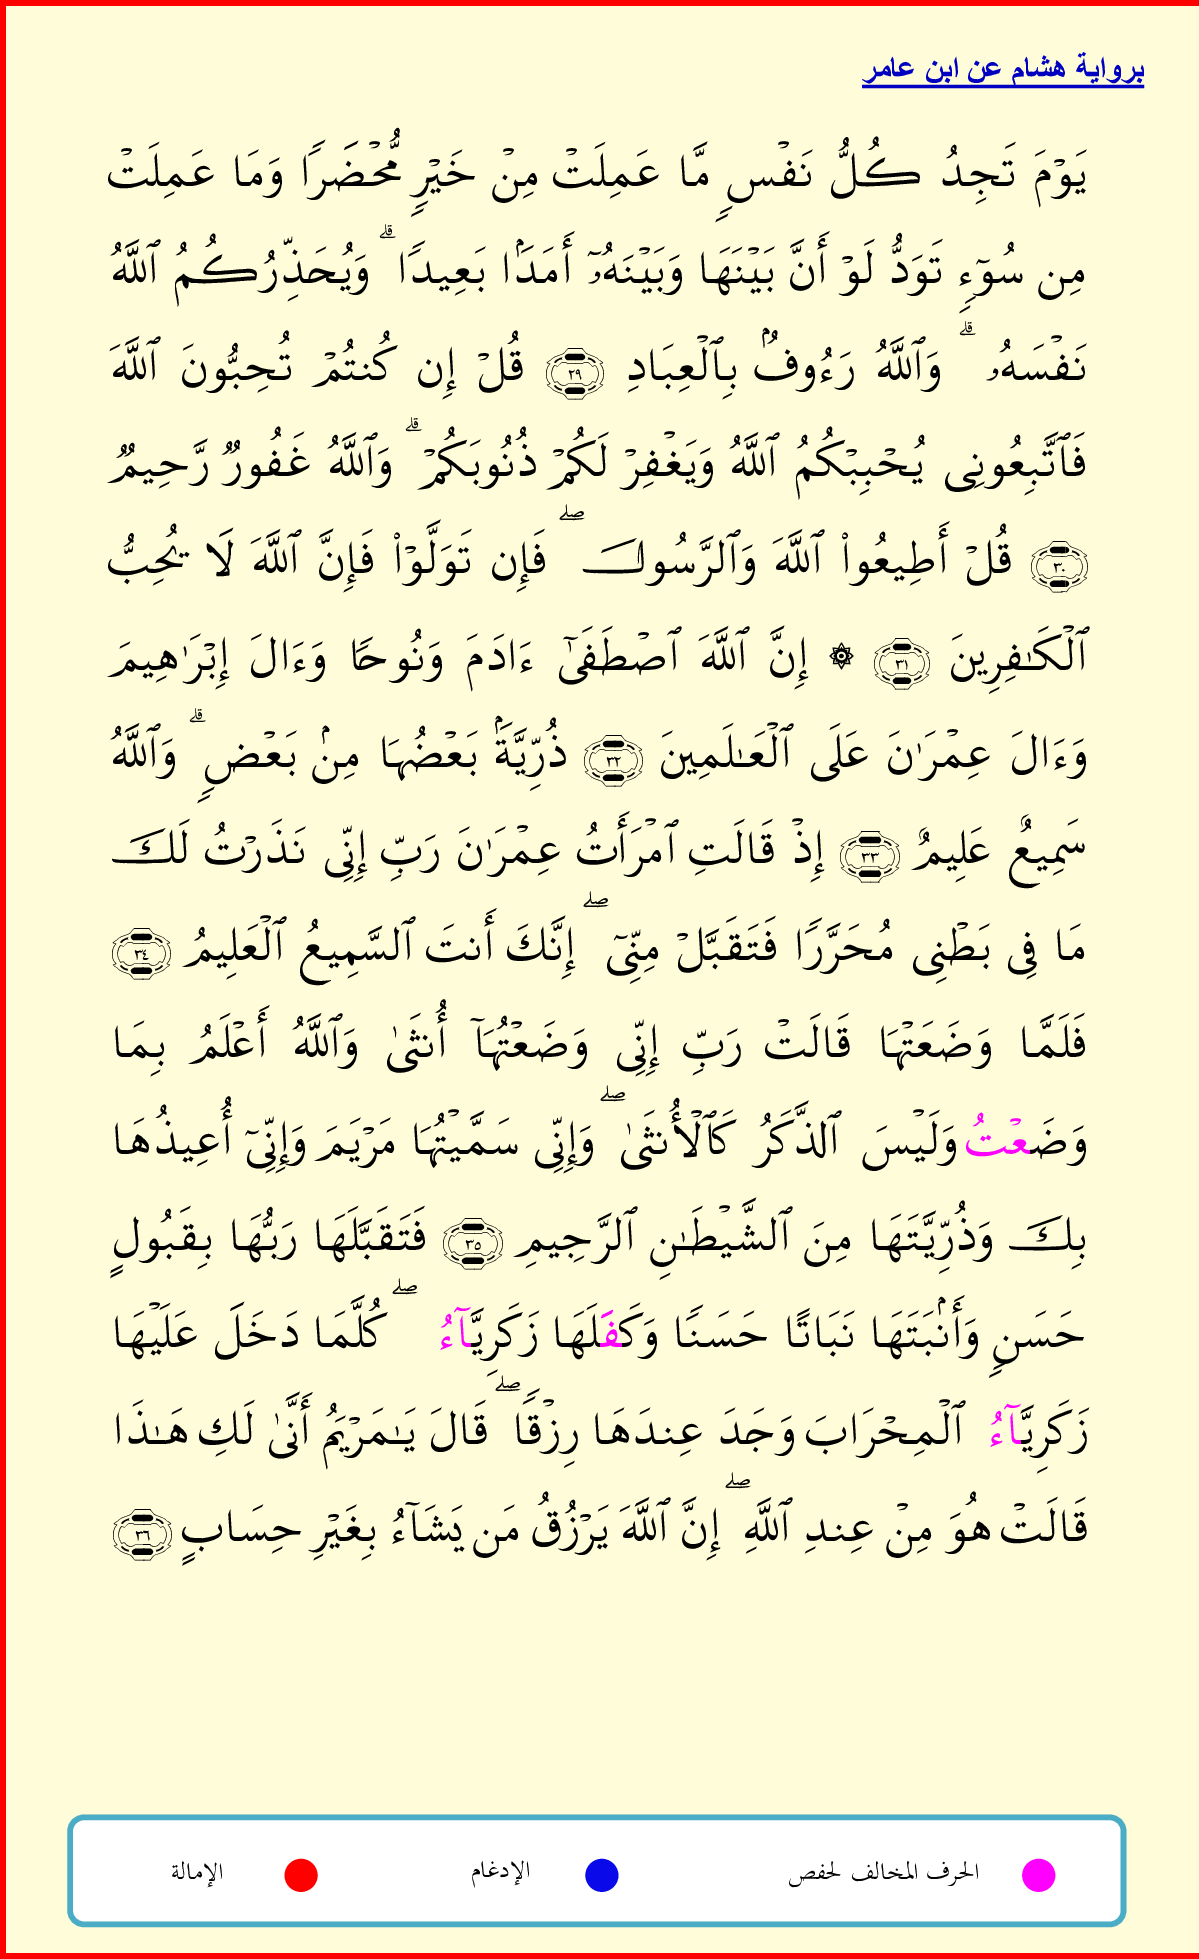 برواية هشام عن ابن عامر
يَوۡمَ تَجِدُ كُلُّ نَفۡسٖ مَّا عَمِلَتۡ مِنۡ خَيۡرٖ مُّحۡضَرٗا وَمَا عَمِلَتۡ
مِن سُوٓءٖ تَوَدُّ لَوۡ أَنَّ بَيۡنَهَا وَبَيۡنَهُۥٓ أَمَدَۢا بَعِيدٗاۗ وَيُحَذِّرُكُمُ ٱللَّهُ
نَفۡسَهُۥۗ وَٱللَّهُ رَءُوفُۢ بِٱلۡعِبَادِ ٢٩ قُلۡ إِن كُنتُمۡ تُحِبُّونَ ٱللَّهَ
فَٱتَّبِعُونِي يُحۡبِبۡكُمُ ٱللَّهُ وَيَغۡفِرۡ لَكُمۡ ذُنُوبَكُمۡۗ وَٱللَّهُ غَفُورٞ رَّحِيمٞ
٣٠ قُلۡ أَطِيعُواْ ٱللَّهَ وَٱلرَّسُولَۖ فَإِن تَوَلَّوۡاْ فَإِنَّ ٱللَّهَ لَا يُحِبُّ
ٱلۡكَٰفِرِينَ ٣١ ۞ إِنَّ ٱللَّهَ ٱصۡطَفَىٰٓ ءَادَمَ وَنُوحٗا وَءَالَ إِبۡرَٰهِيمَ
وَءَالَ عِمۡرَٰنَ عَلَى ٱلۡعَٰلَمِينَ ٣٢ ذُرِّيَّةَۢ بَعۡضُهَا مِنۢ بَعۡضٖۗ وَٱللَّهُ
سَمِيعٌ عَلِيمٌ ٣٣ إِذۡ قَالَتِ ٱمۡرَأَتُ عِمۡرَٰنَ رَبِّ إِنِّي نَذَرۡتُ لَكَ
مَا فِي بَطۡنِي مُحَرَّرٗا فَتَقَبَّلۡ مِنِّيٓۖ إِنَّكَ أَنتَ ٱلسَّمِيعُ ٱلۡعَلِيمُ ٣٤
فَلَمَّا وَضَعَتۡهَا قَالَتۡ رَبِّ إِنِّي وَضَعۡتُهَآ أُنثَىٰ وَٱللَّهُ أَعۡلَمُ بِمَا
وَضَعۡتُ وَلَيۡسَ ٱلذَّكَرُ كَٱلۡأُنثَىٰۖ وَإِنِّي سَمَّيۡتُهَا مَرۡيَمَ وَإِنِّيٓ أُعِيذُهَا
بِكَ وَذُرِّيَّتَهَا مِنَ ٱلشَّيۡطَٰنِ ٱلرَّجِيمِ ٣٥ فَتَقَبَّلَهَا رَبُّهَا بِقَبُولٍ
حَسَنٖ وَأَنۢبَتَهَا نَبَاتًا حَسَنٗا وَكَفَلَهَا زَكَرِيَّآءُۖ كُلَّمَا دَخَلَ عَلَيۡهَا
زَكَرِيَّآءُ ٱلۡمِحۡرَابَ وَجَدَ عِندَهَا رِزۡقٗاۖ قَالَ يَٰمَرۡيَمُ أَنَّىٰ لَكِ هَٰذَا
قَالَتۡ هُوَ مِنۡ عِندِ ٱللَّهِۖ إِنَّ ٱللَّهَ يَرۡزُقُ مَن يَشَآءُ بِغَيۡرِ حِسَابٍ ٣٦
الحرف المخالف لحفص الإدغام الإمالة